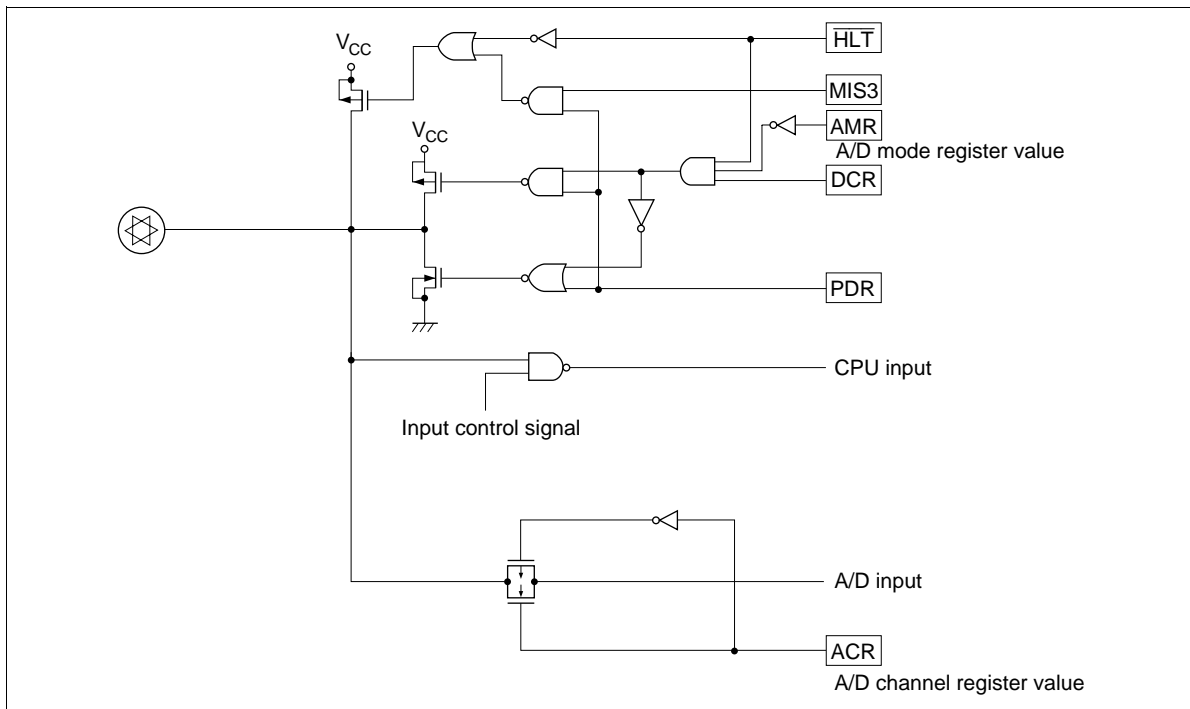 HLT
VCC
MIS3
AMR
A/D mode register value
VCC
DCR
PDR
CPU input
Input control signal
A/D input
ACR
A/D channel register value